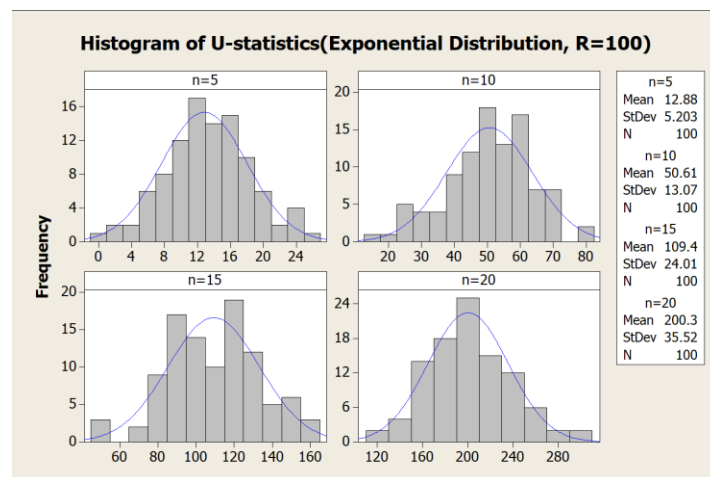 Histogram of U-statistics(Exponential Distribution, R=100)
n=5
n=10
16
12
8
4
0
0 4 8 12 16 20 24
20
15
10
5
0
20 30 40 50 60 70 80
Frequency
n=15
n=20
20
15
10
5
0
60 80 100 120 140 160
24
18
12
6
0
120 160 200 240 280
n=5
Mean 12.88
StDev 5.203
N 100
n=10
Mean 50.61
StDev 13.07
N 100
n=15
Mean 109.4
StDev 24.01
N 100
n=20
Mean 200.3
StDev 35.52
N 100